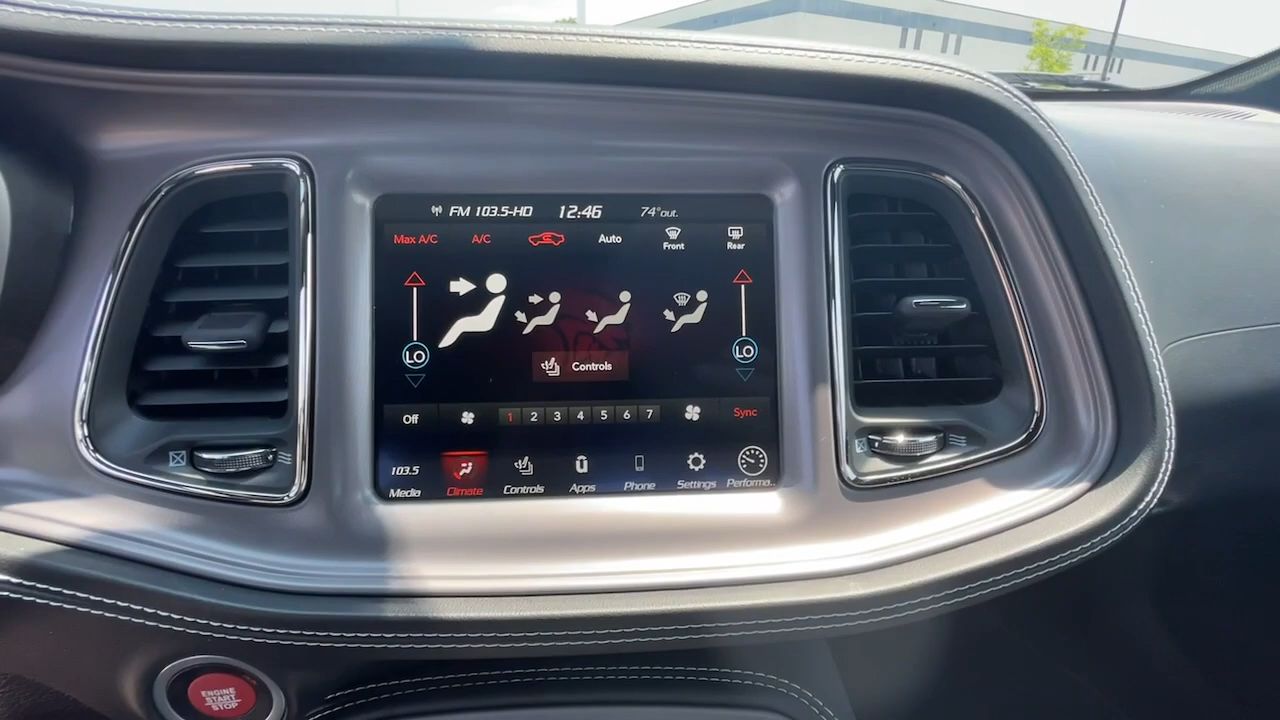 FM 103.5-HD 12:46 74°out.
Max A/C A/C Auto Front Rear
LO LO
Controls
Off 1 2 3 4 5 6 7 Sync
103.5
Media Climate Controls Apps Phone Settings Performa..
ENGINE
START
STOP